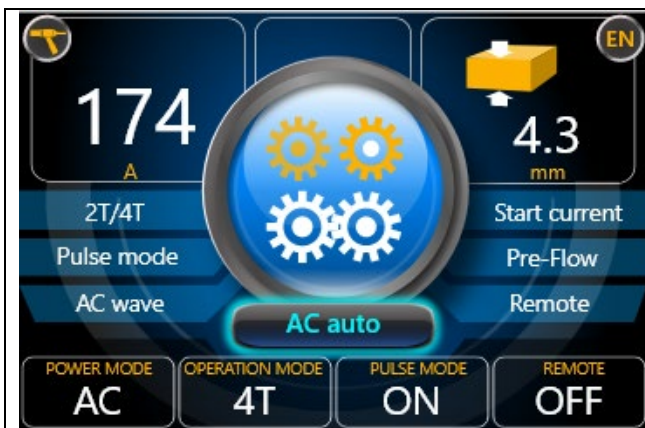 EN
174
A
4.3
mm
2T/4T
Start current
Pulse mode
Pre-Flow
AC wave
Remote
AC auto
POWER MODE
OPERATION MODE
PULSE MODE
REMOTE
AC
4T
ON
OFF